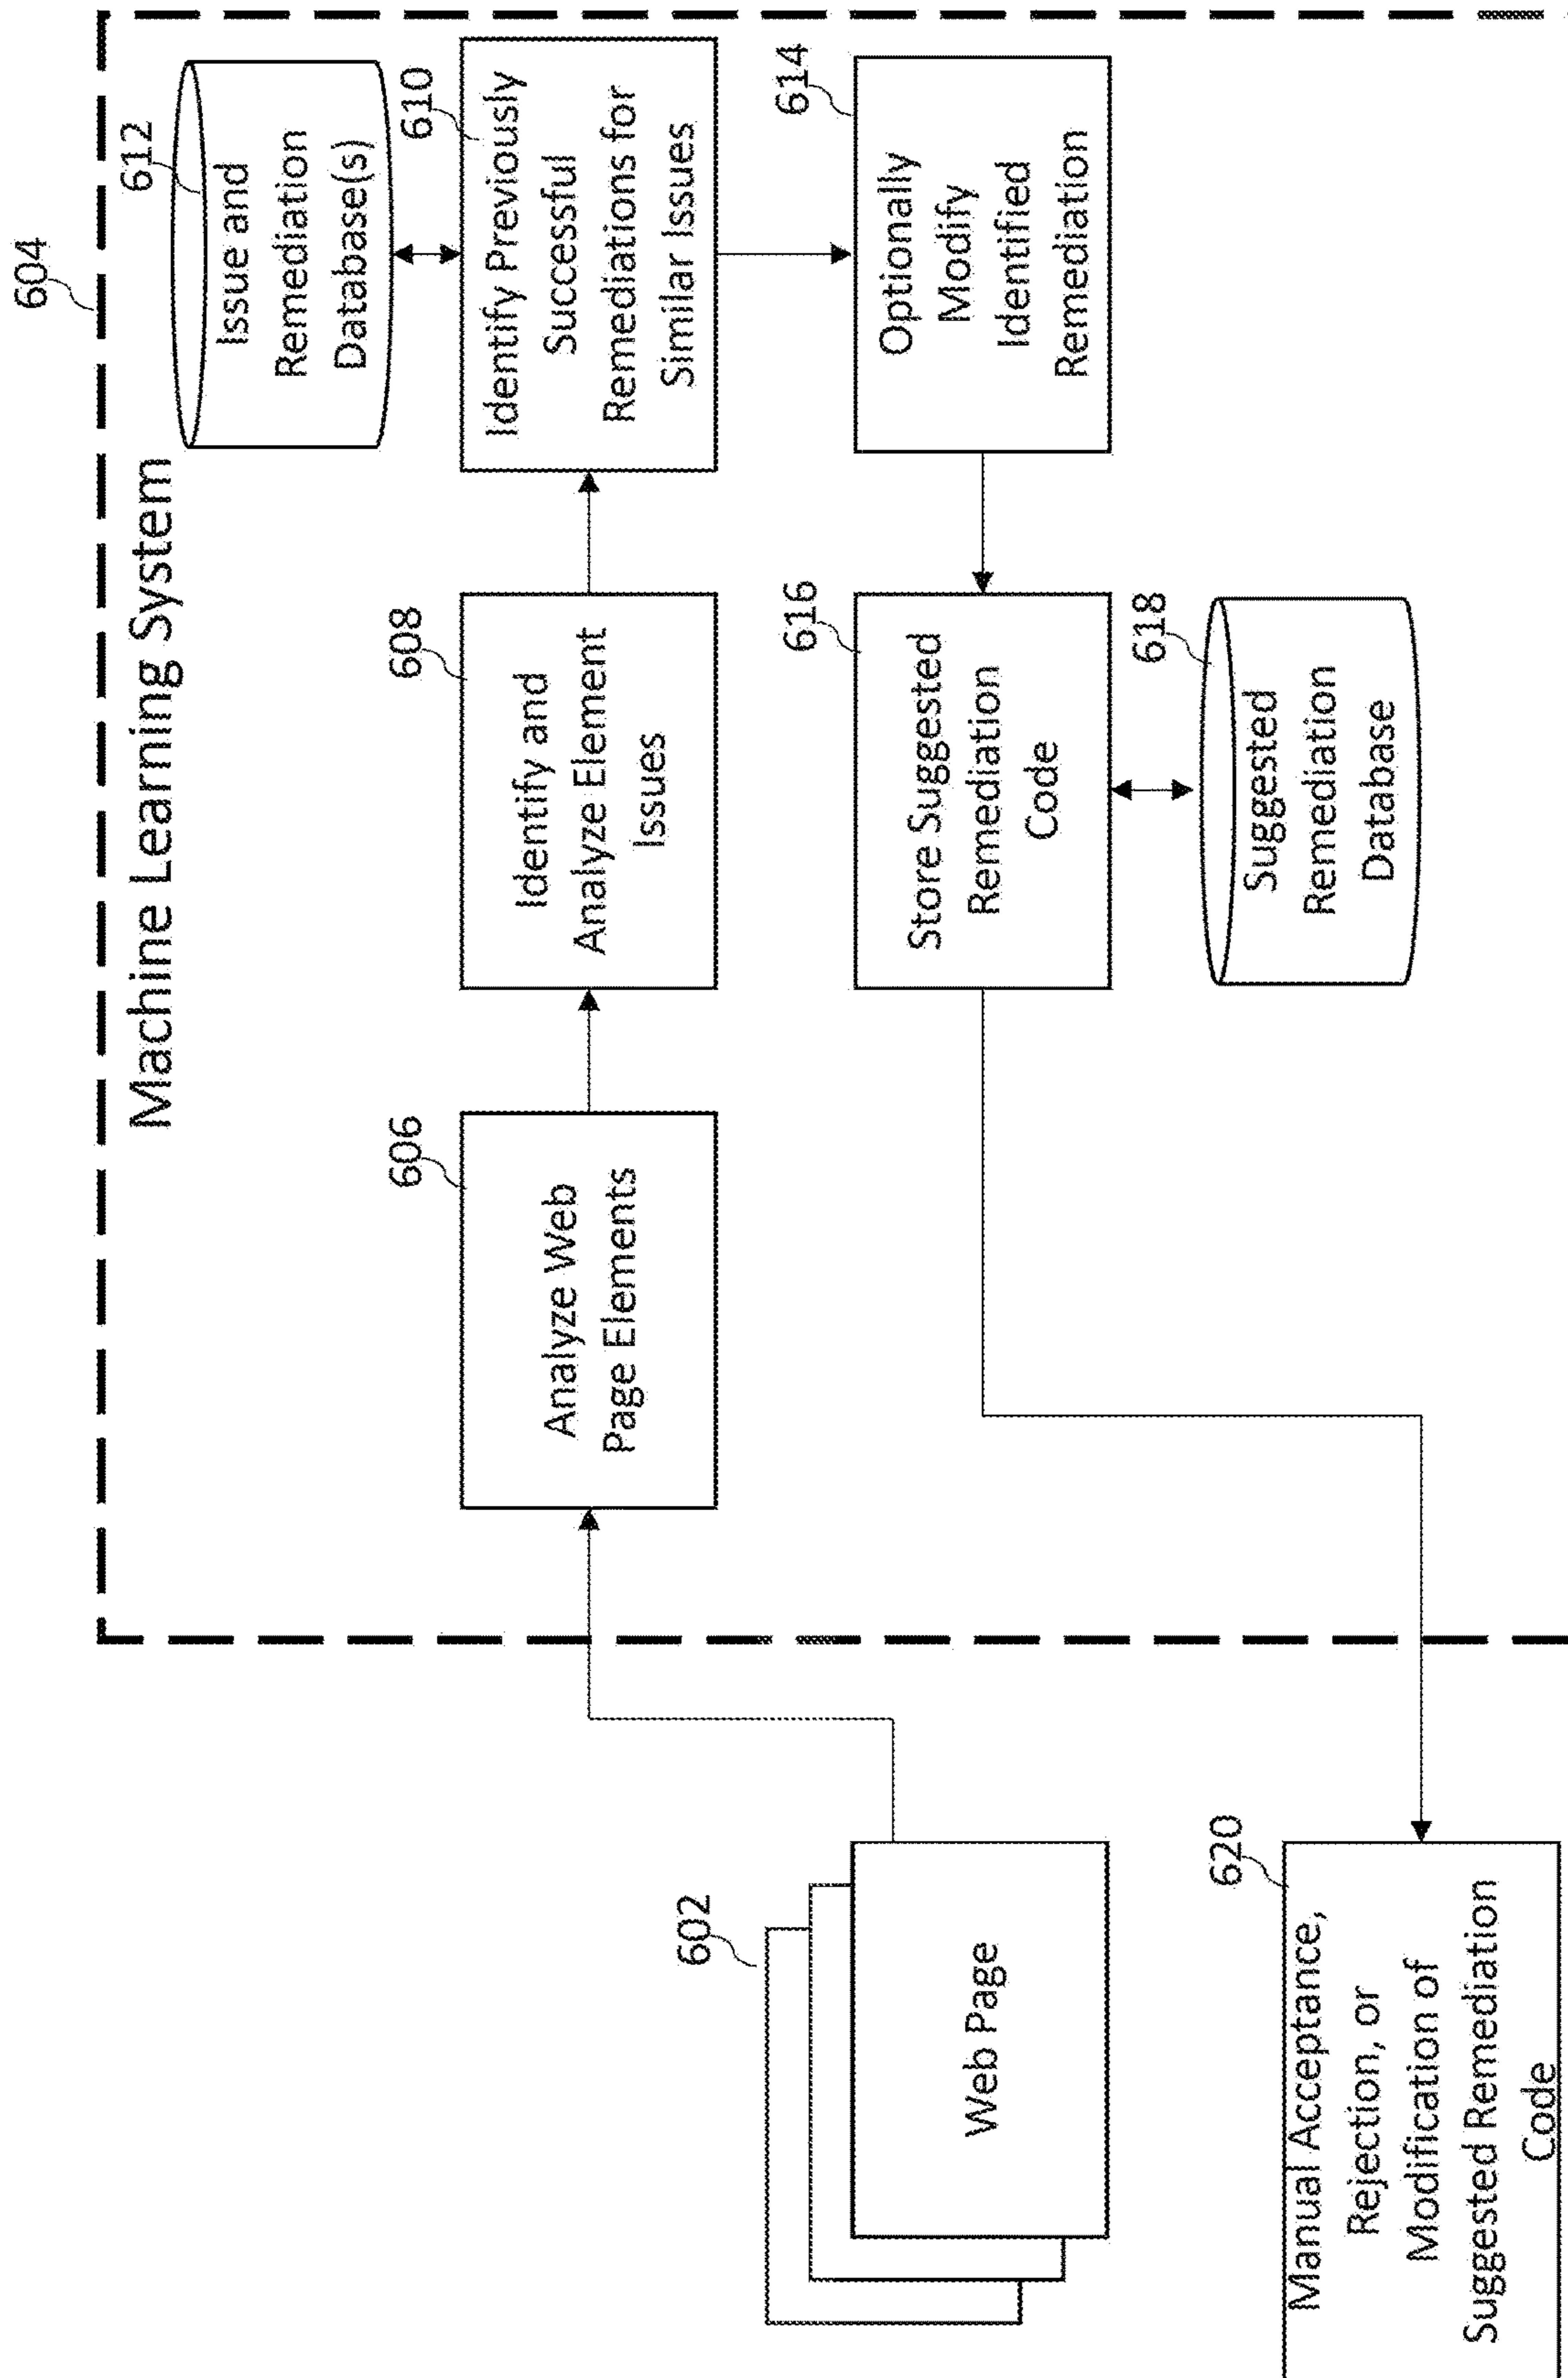 604
Machine Learning System
612
Issue and
Remediation
Database(s)
602
Web Page
606
Analyze Web
Page Elements
608
Identify and
Analyze Element
Issues
610
Identify Previously
Successful
Remediations for
Similar Issues
614
Optionally
Modify
Identified
Remediation
616
Store Suggested
Remediation
Code
618
Suggested
Remediation
Database
620
Manual Acceptance,
Rejection, or
Modification of
Suggested Remediation
Code